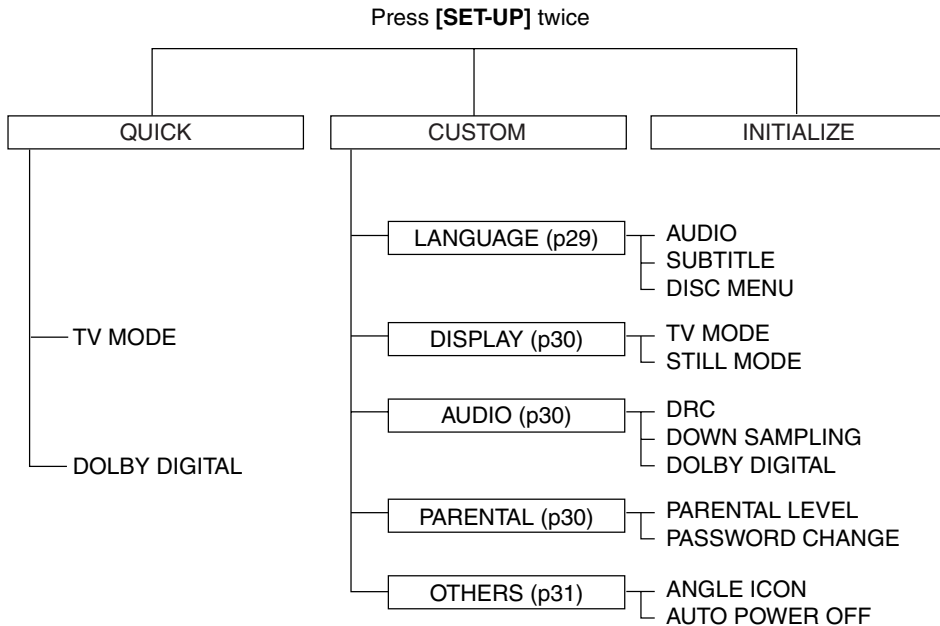 Press [SET-UP] twice
QUICK
CUSTOM
INITIALIZE
TV MODE
DOLBY DIGITAL
LANGUAGE (p29)
AUDIO
SUBTITLE
DISC MENU
DISPLAY (p30)
TV MODE
STILL MODE
AUDIO (p30)
DRC
DOWN SAMPLING
DOLBY DIGITAL
PARENTAL (p30)
PARENTAL LEVEL
PASSWORD CHANGE
OTHERS (p31)
ANGLE ICON
AUTO POWER OFF